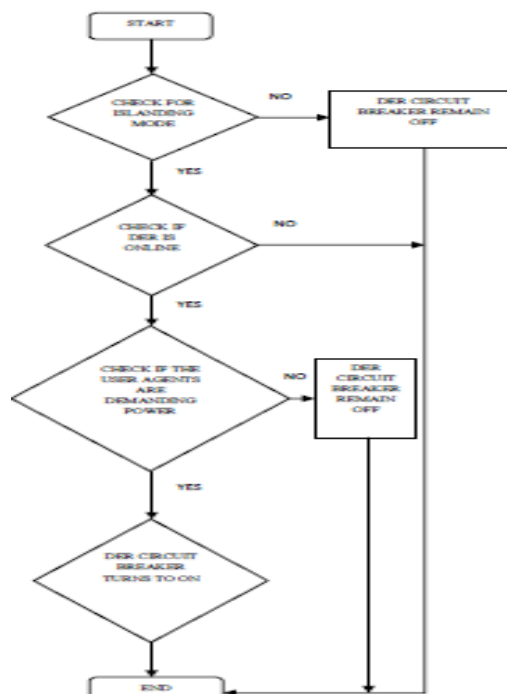 START
CHECK FOR
ISLANDING
MODE
NO
DER CIRCUIT
BREAKER REMAIN
OFF
YES
CHECK IF
DER IS
ONLINE
NO
YES
CHECK IF THE
USER AGENTS
ARE
DEMANDING
POWER
NO
DER
CIRCUIT
BREAKER
REMAIN
OFF
YES
DER CIRCUIT
BREAKER
TURNS TO ON
END